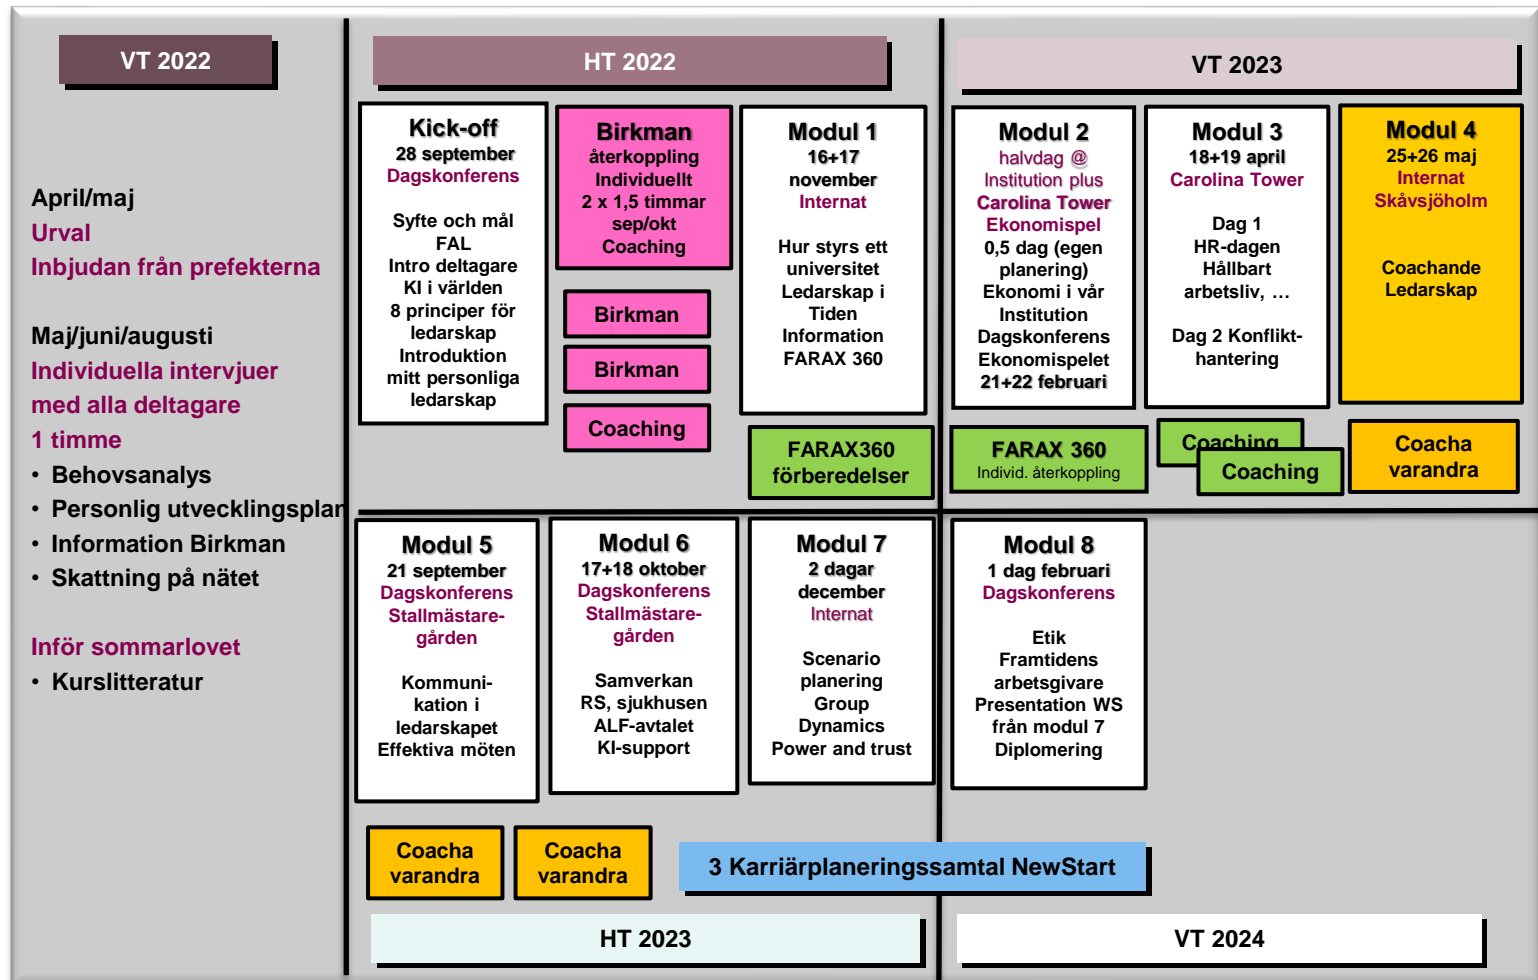 VT 2022
April/maj
Urval
Inbjudan från prefekterna
Maj/juni/augusti
Individuella intervjuer
med alla deltagare
1 timme
• Behovsanalys
• Personlig utvecklingsplan
• Information Birkman
• Skattning på nätet
Inför sommarlovet
• Kurslitteratur
HT 2022
Kick-off
28 september
Dagskonferens
Syfte och mål
FAL
Intro deltagare
KI i världen
8 principer för
ledarskap
Introduktion
mitt personliga
ledarskap
Birkman
återkoppling
Individuellt
2 x 1,5 timmar
sep/okt
Coaching
Birkman
Birkman
Coaching
Modul 1
16+17
november
Internat
Hur styrs ett
universitet
Ledarskap i
Tiden
Information
FARAX 360
FARAX360
förberedelser
VT 2023
Modul 2
halvdag @
Institution plus
Carolina Tower
Ekonomispel
0,5 dag (egen
planering)
Ekonomi i vår
Institution
Dagskonferens
Ekonomispelet
21+22 februari
FARAX 360
Individ. återkoppling
Modul 3
18+19 april
Carolina Tower
Dag 1
HR-dagen
Hållbart
arbetsliv, …
Dag 2 Konflikt-
hantering
Coaching
Coaching
Modul 4
25+26 maj
Internat
Skåvsjöholm
Coachande
Ledarskap
Coacha
varandra
Modul 5
21 september
Dagskonferens
Stallmästare-
gården
Kommuni-
kation i
ledarskapet
Effektiva möten
Modul 6
17+18 oktober
Dagskonferens
Stallmästare-
gården
Samverkan
RS, sjukhusen
ALF-avtalet
KI-support
Modul 7
2 dagar
december
Internat
Scenario
planering
Group
Dynamics
Power and trust
Modul 8
1 dag februari
Dagskonferens
Etik
Framtidens
arbetsgivare
Presentation WS
från modul 7
Diplomering
Coacha
varandra
Coacha
varandra
3 Karriärplaneringssamtal NewStart
HT 2023
VT 2024